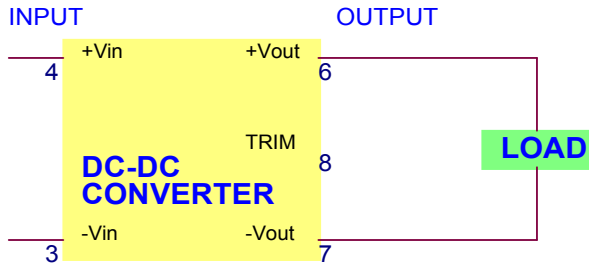 INPUT OUTPUT
+Vin +Vout
4 6
TRIM
8
DC-DC
CONVERTER
LOAD
-Vin -Vout
3 7